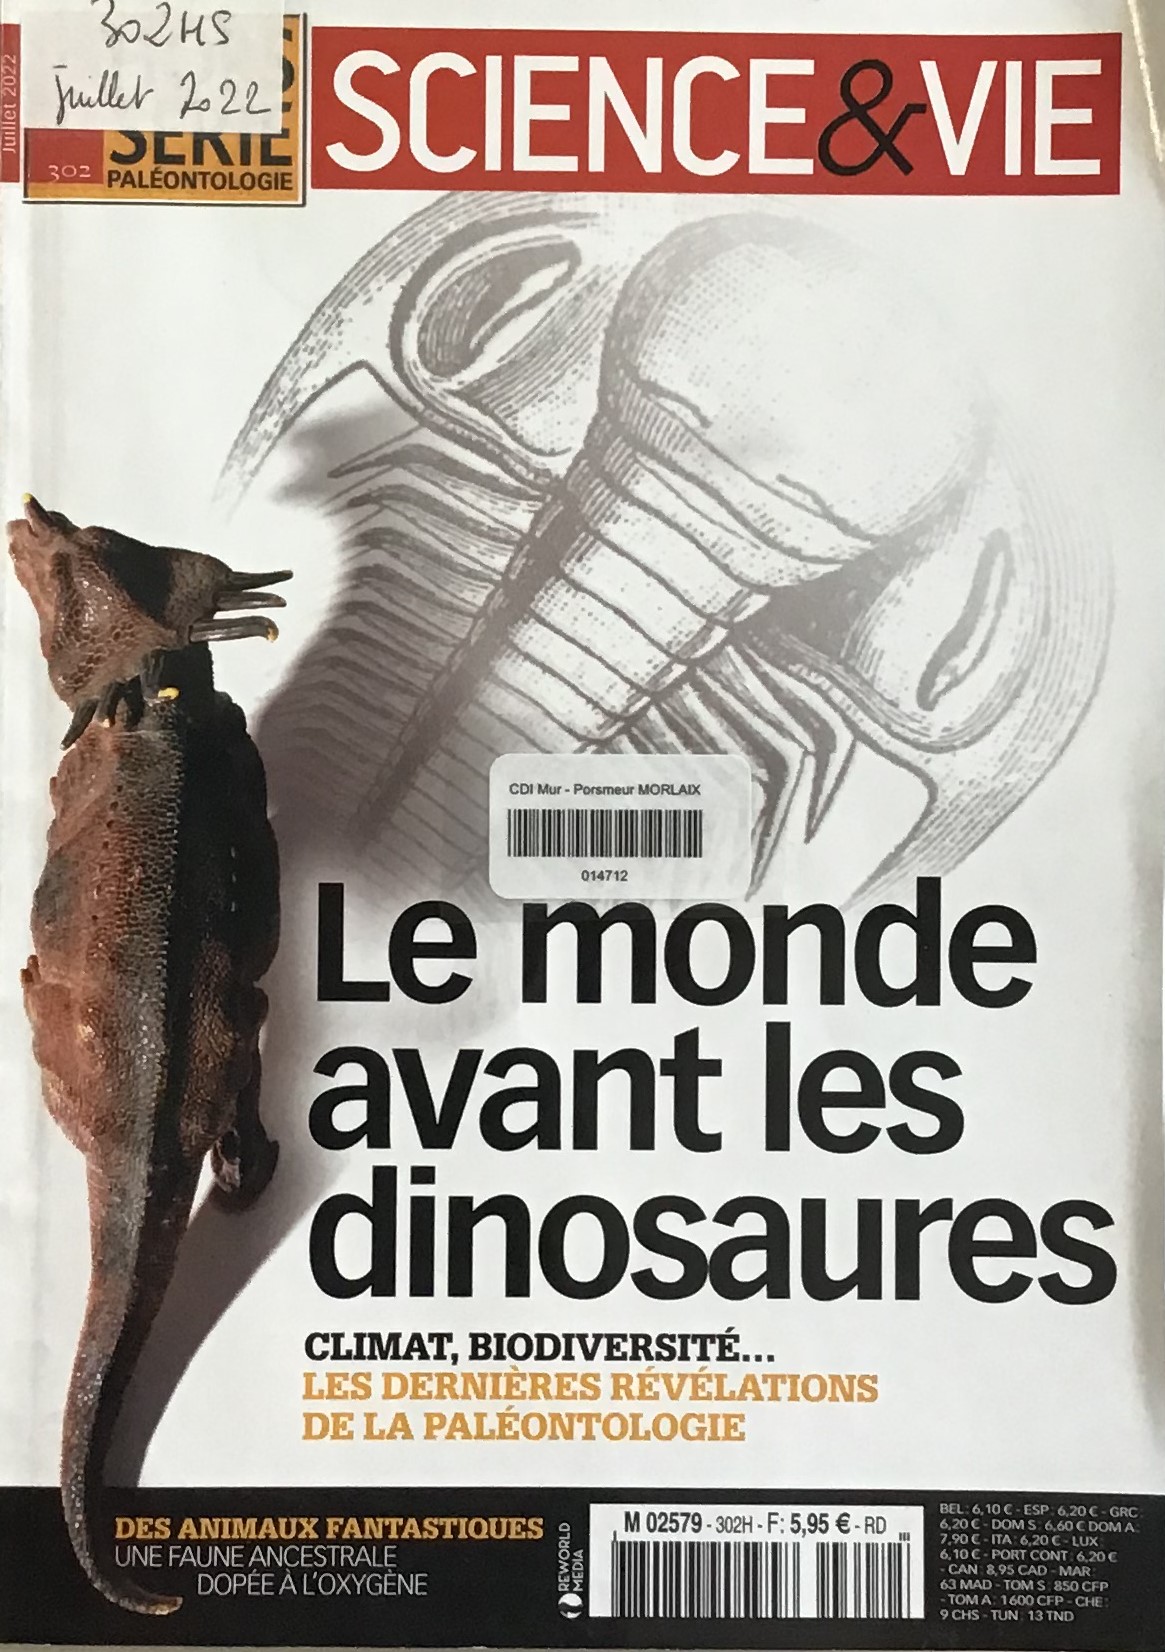 302HS
Juillet 2022
Juillet 2022
SÉRIE
302
PALÉONTOLOGIE
SCIENCE&VIE
CDI Mur - Porsmeur MORLAIX
014712
Le monde
avant les
dinosaures
CLIMAT, BIODIVERSITÉ...
LES DERNIÈRES RÉVÉLATIONS
DE LA PALÉONTOLOGIE
DES ANIMAUX FANTASTIQUES
UNE FAUNE ANCESTRALE
DOPÉE À L'OXYGÈNE
REWORLD
MEDIA
M 02579 - 302H - F: 5,95 € - RD
BEL : 6,10 € - ESP : 6,20 € - GRC :
6,20 € - DOM S : 6,60 € DOM A :
7,90 € - ITA : 6,20 € - LUX :
6,10 € - PORT CONT : 6,20 €
- CAN : 8,95 CAD - MAR :
63 MAD - TOM S : 850 CFP
- TOM A : 1600 CFP - CHE :
9 CHS - TUN : 13 TND